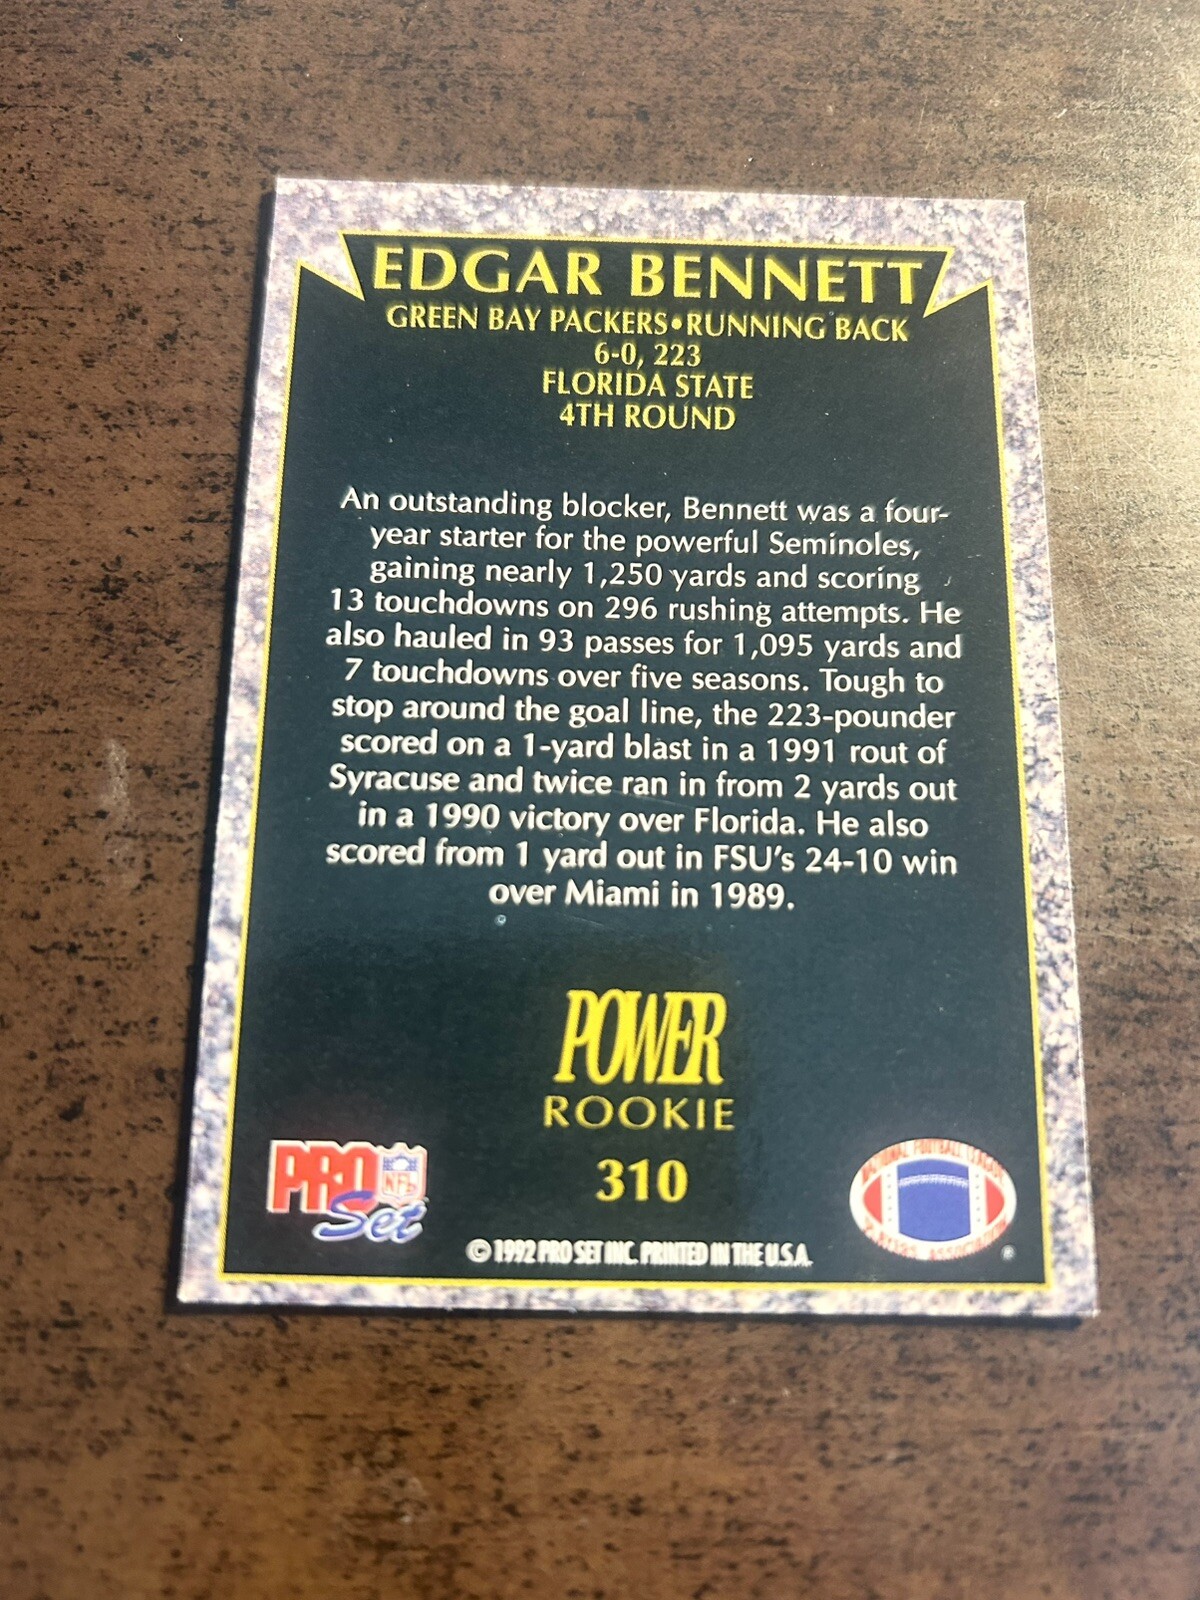 EDGAR BENNETT
GREEN BAY PACKERS•RUNNING BACK
6-0, 223
FLORIDA STATE
4TH ROUND
An outstanding blocker, Bennett was a four-
year starter for the powerful Seminoles,
gaining nearly 1,250 yards and scoring
13 touchdowns on 296 rushing attempts. He
also hauled in 93 passes for 1,095 yards and
7 touchdowns over five seasons. Tough to
stop around the goal line, the 223-pounder
scored on a 1-yard blast in a 1991 rout of
Syracuse and twice ran in from 2 yards out
in a 1990 victory over Florida. He also
scored from 1 yard out in FSU's 24-10 win
over Miami in 1989.
POWER
ROOKIE
310
PRO
NFL
Set
NATIONAL FOOTBALL LEAGUE
PLAYERS ASSOCIATION
®
© 1992 PRO SET INC. PRINTED IN THE U.S.A.